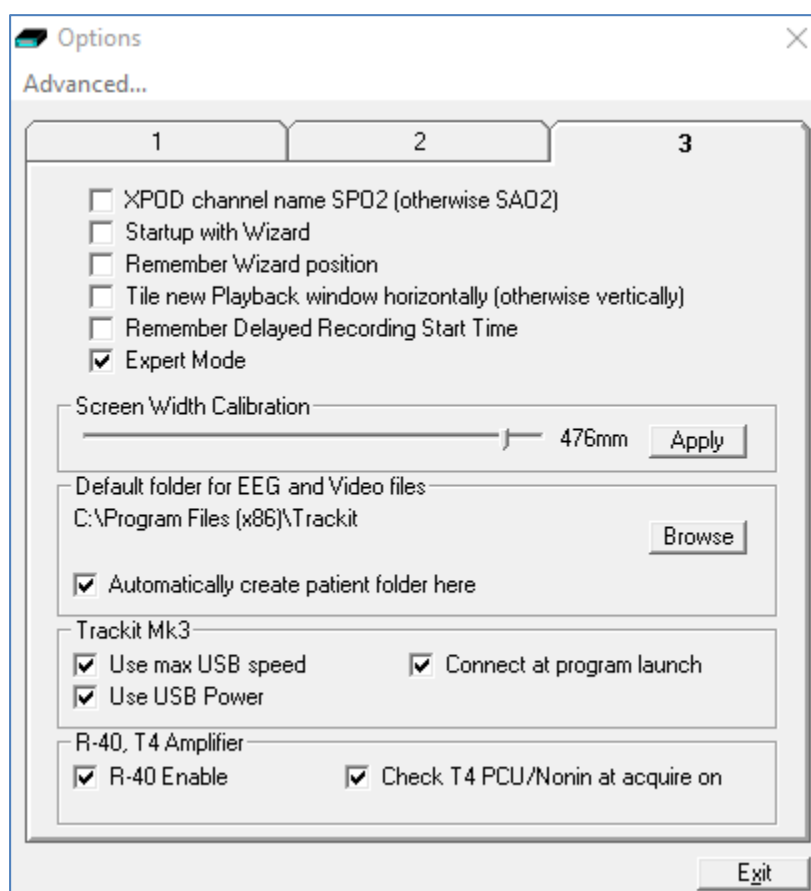 Options
Advanced...
1 2 3
XPOD channel name SPO2 (otherwise SAO2)
Startup with Wizard
Remember Wizard position
Tile new Playback window horizontally (otherwise vertically)
Remember Delayed Recording Start Time
Expert Mode
Screen Width Calibration
476mm Apply
Default folder for EEG and Video files
C:\Program Files (x86)\Trackit
Browse
Automatically create patient folder here
Trackit Mk3
Use max USB speed Connect at program launch
Use USB Power
R-40, T4 Amplifier
R-40 Enable Check T4 PCU/Nonin at acquire on
Exit